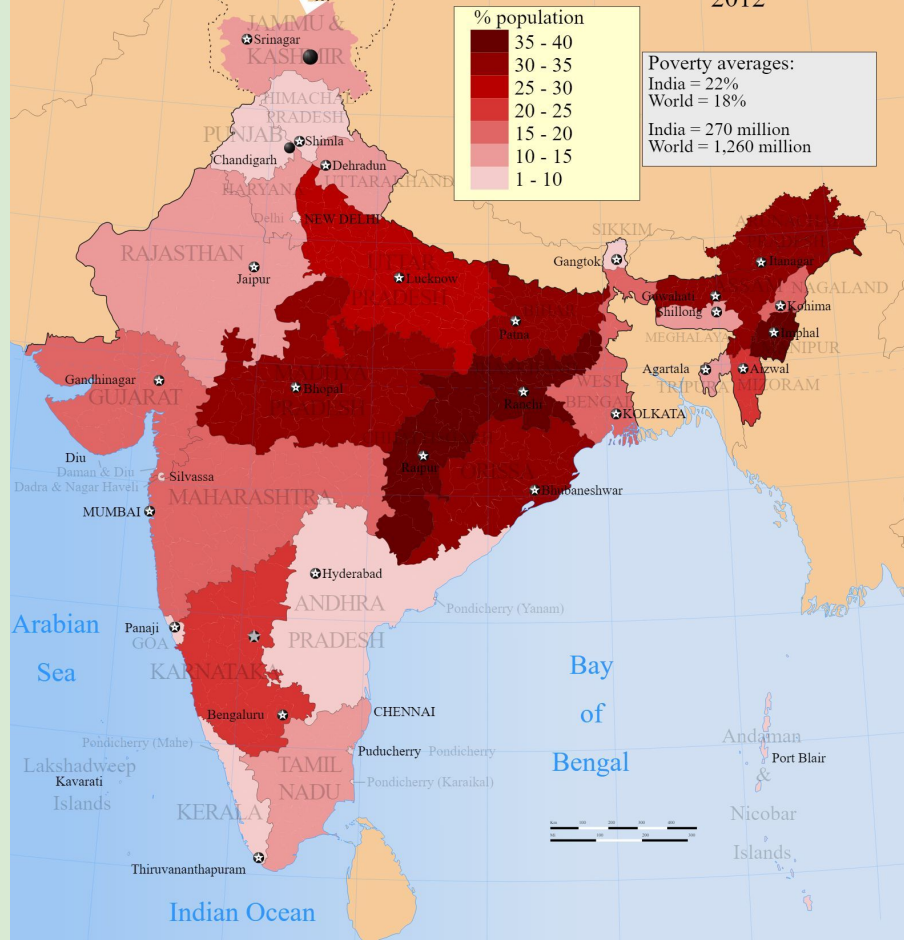 2012
% population
35 - 40
30 - 35
25 - 30
20 - 25
15 - 20
10 - 15
1 - 10
Poverty averages:
India = 22%
World = 18%
India = 270 million
World = 1,260 million
JAMMU &
Srinagar
KASHMIR
HIMACHAL
PRADESH
PUNJAB
Shimla
Chandigarh
Dehradun
UTTARAKHAND
HARYANA
Delhi
NEW DELHI
RAJASTHAN
Jaipur
UTTAR
Lucknow
PRADESH
SIKKIM
Gangtok
Itanagar
ASSAM
NAGALAND
Guwahati
Shillong
Kohima
MEGHALAYA
Imphal
MANIPUR
Patna
Agartala
Aizwal
TRIPURA
MIZORAM
Gandhinagar
GUJARAT
MADHYA
Bhopal
PRADESH
Ranchi
WEST
BENGAL
KOLKATA
Diu
Daman & Diu
Dadra & Nagar Haveli
Silvassa
Raipur
ORISSA
Bhubaneshwar
MAHARASHTRA
MUMBAI
Hyderabad
ANDHRA
PRADESH
Pondicherry (Yanam)
Arabian
Sea
Panaji
GOA
KARNATAKA
Bengaluru
CHENNAI
Bay
of
Bengal
Pondicherry (Mahe)
Puducherry
Pondicherry
Lakshadweep
Kavarati
Islands
TAMIL
NADU
Pondicherry (Karaikal)
KERALA
Thiruvananthapuram
Andaman
&
Nicobar
Islands
Port Blair
Indian Ocean